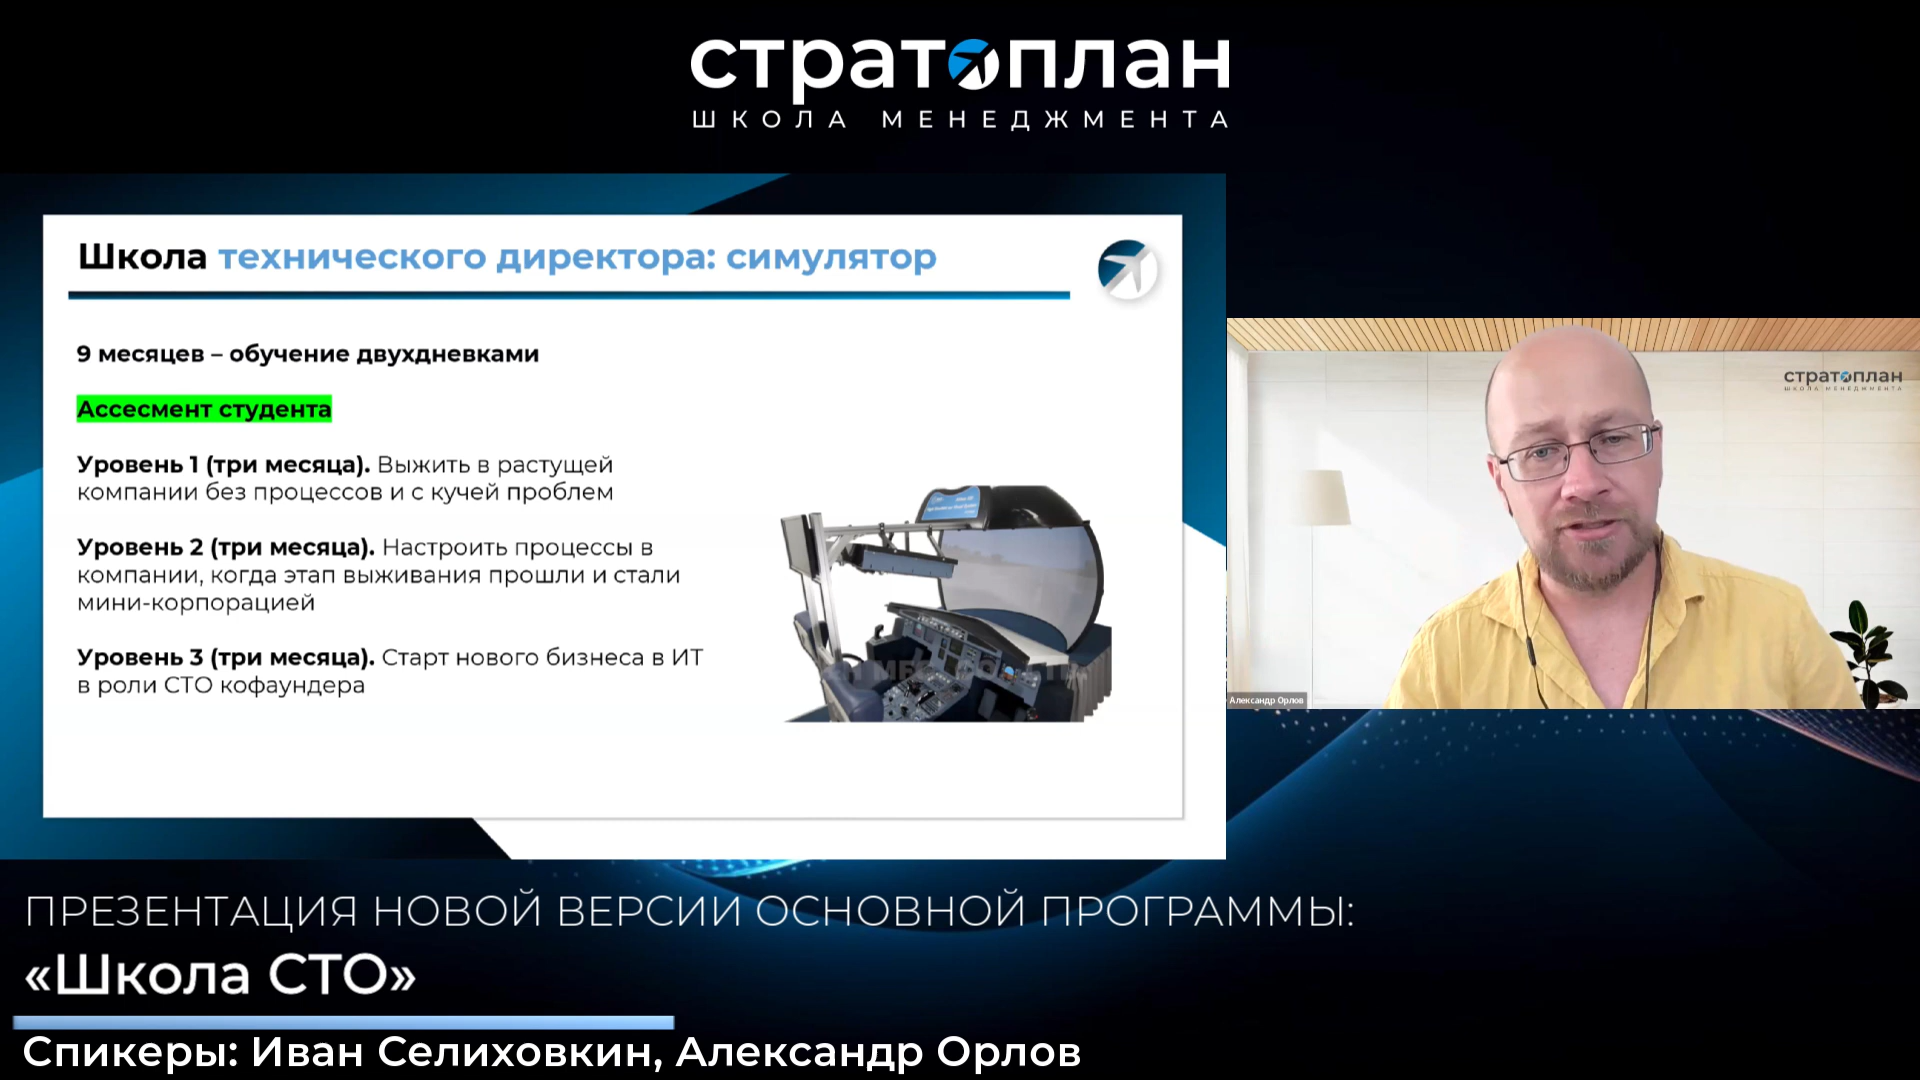 стратоплан
ШКОЛА МЕНЕДЖМЕНТА
Школа технического директора: симулятор
9 месяцев – обучение двухдневками
Ассесмент студента
Уровень 1 (три месяца). Выжить в растущей
компании без процессов и с кучей проблем
Уровень 2 (три месяца). Настроить процессы в
компании, когда этап выживания прошли и стали
мини-корпорацией
Уровень 3 (три месяца). Старт нового бизнеса в ИТ
в роли СТО кофаундера
стратоплан
ШКОЛА МЕНЕДЖМЕНТА
Александр Орлов
ПРЕЗЕНТАЦИЯ НОВОЙ ВЕРСИИ ОСНОВНОЙ ПРОГРАММЫ:
«Школа СТО»
Спикеры: Иван Селиховкин, Александр Орлов